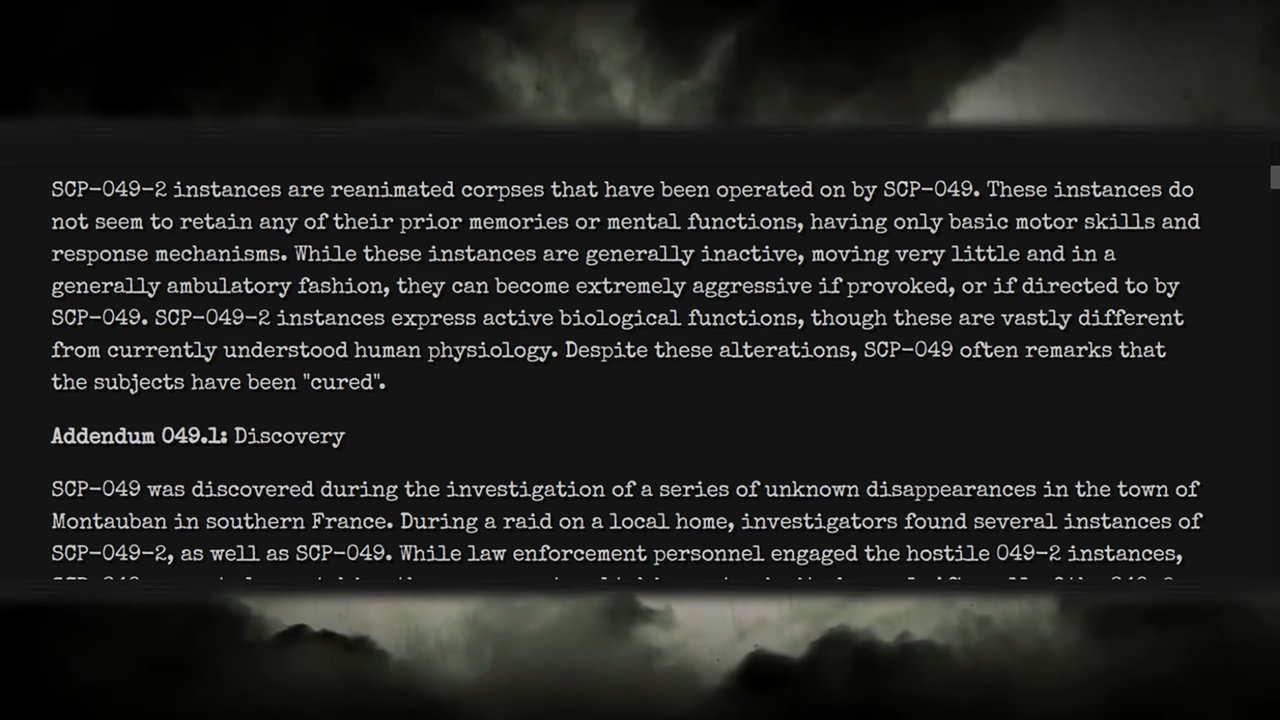 SCP-049-2 instances are reanimated corpses that have been operated on by SCP-049. These instances do
not seem to retain any of their prior memories or mental functions, having only basic motor skills and
response mechanisms. While these instances are generally inactive, moving very little and in a
generally ambulatory fashion, they can become extremely aggressive if provoked, or if directed to by
SCP-049. SCP-049-2 instances express active biological functions, though these are vastly different
from currently understood human physiology. Despite these alterations, SCP-049 often remarks that
the subjects have been "cured".
Addendum 049.1: Discovery
SCP-049 was discovered during the investigation of a series of unknown disappearances in the town of
Montauban in southern France. During a raid on a local home, investigators found several instances of
SCP-049-2, as well as SCP-049. While law enforcement personnel engaged the hostile 049-2 instances,